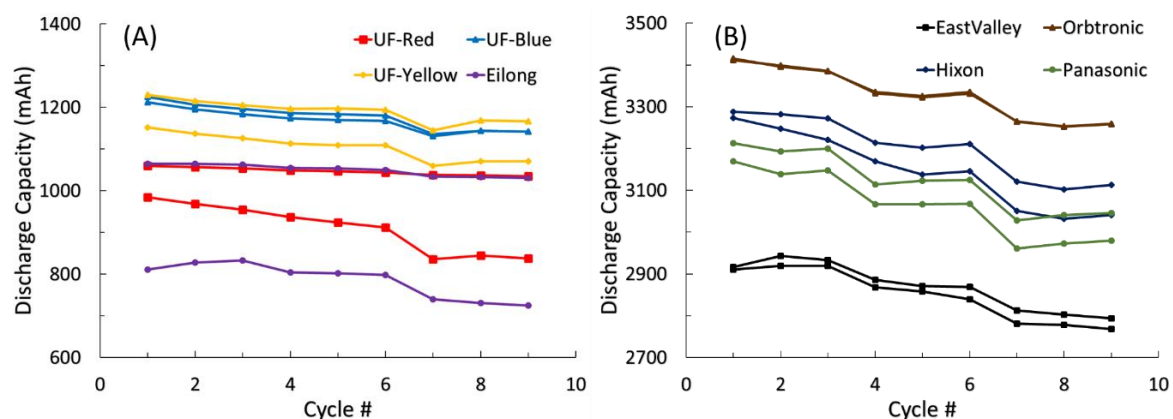 (A)
UF-Red UF-Blue
UF-Yellow Eilong
Discharge Capacity (mAh)
1400
1200
1000
800
600
0 2 4 6 8 10
Cycle #
(B)
EastValley Orbtronic
Hixon Panasonic
Discharge Capacity (mAh)
3500
3300
3100
2900
2700
0 2 4 6 8 10
Cycle #